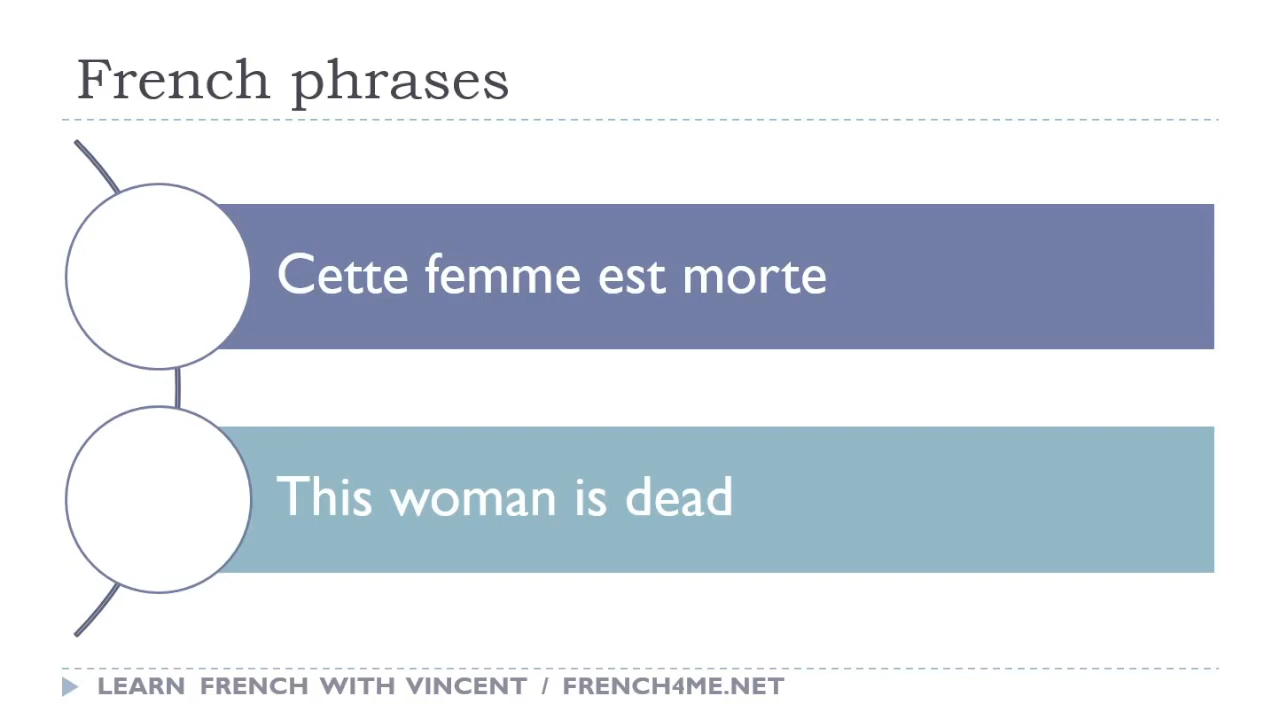 French phrases
Cette femme est morte
This woman is dead
LEARN FRENCH WITH VINCENT / FRENCH4ME.NET